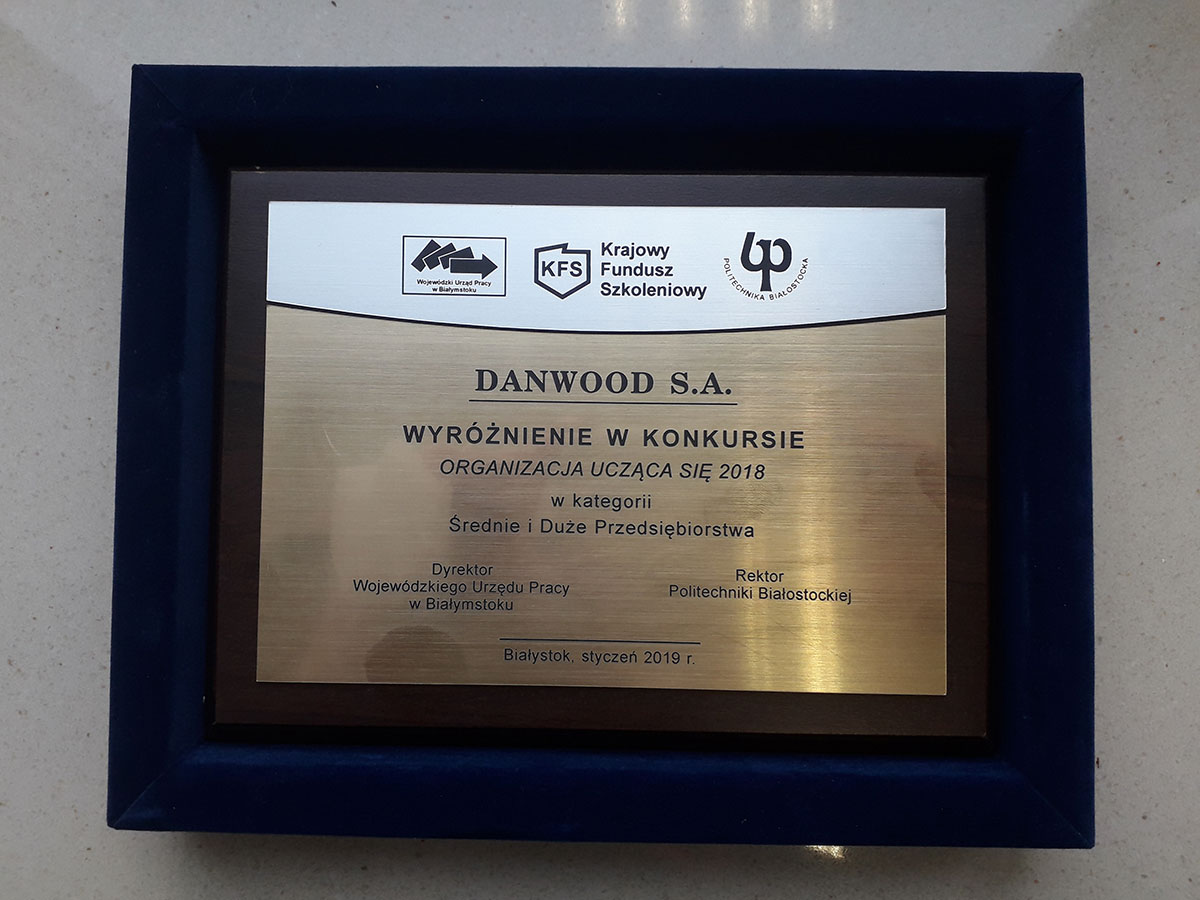 Wojewódzki Urząd Pracy
w Białymstoku
KFS
Krajowy
Fundusz
Szkoleniowy
POLITECHNIKA BIAŁOSTOCKA
DANWOOD S.A.
WYRÓŻNIENIE W KONKURSIE
ORGANIZACJA UCZĄCA SIĘ 2018
w kategorii
Średnie i Duże Przedsiębiorstwa
Dyrektor
Wojewódzkiego Urzędu Pracy
w Białymstoku
Rektor
Politechniki Białostockiej
Białystok, styczeń 2019 r.